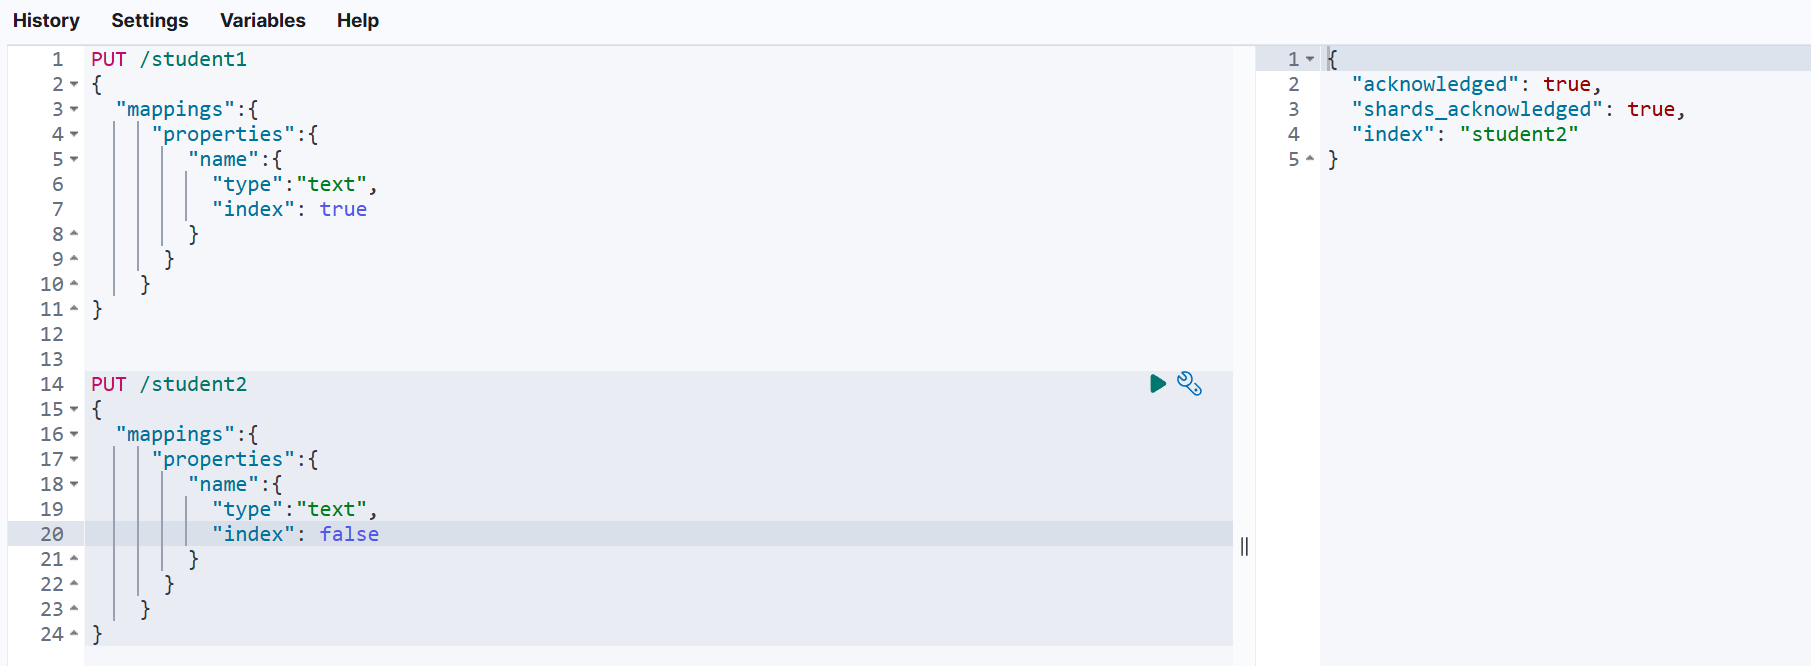 History Settings Variables Help
1 PUT /student1
2 {
3 "mappings":{
4 "properties":{
5 "name":{
6 "type":"text",
7 "index": true
8 }
9 }
10 }
11 }
12
13
14 PUT /student2
15 {
16 "mappings":{
17 "properties":{
18 "name":{
19 "type":"text",
20 "index": false
21 }
22 }
23 }
24 }
1 {
2 "acknowledged": true,
3 "shards_acknowledged": true,
4 "index": "student2"
5 }